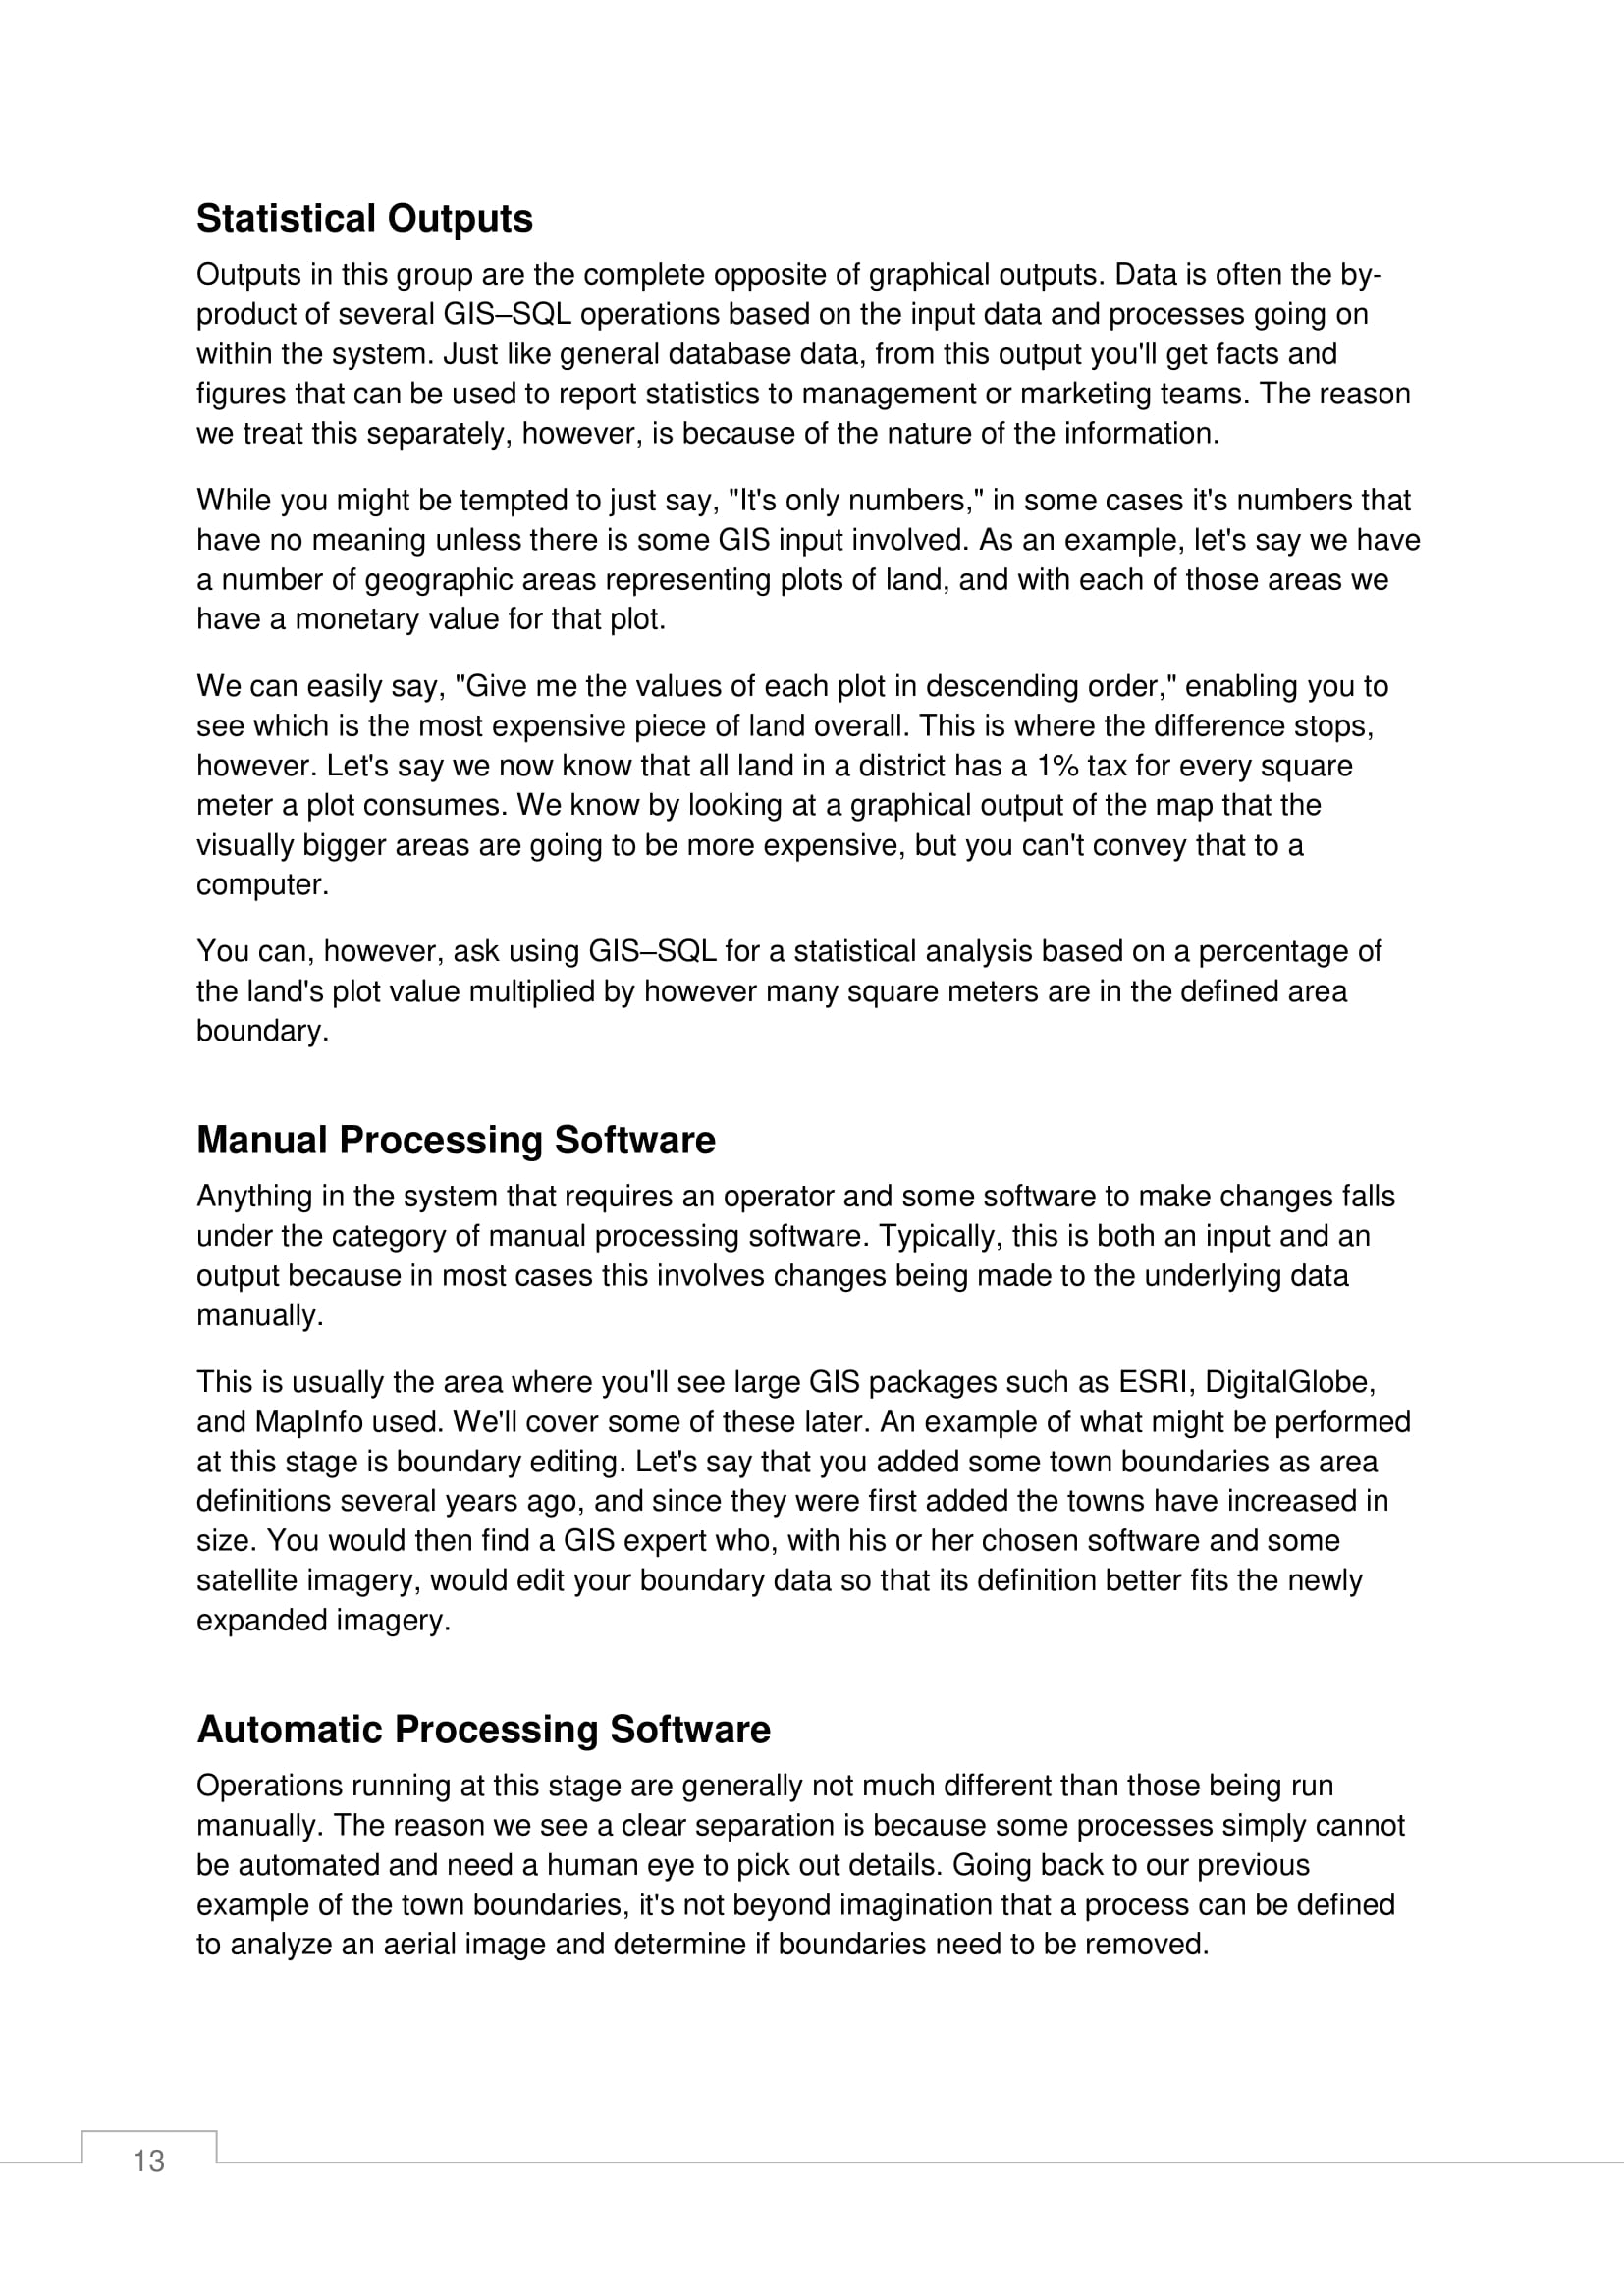 Statistical Outputs
Outputs in this group are the complete opposite of graphical outputs. Data is often the by-
product of several GIS–SQL operations based on the input data and processes going on
within the system. Just like general database data, from this output you'll get facts and
figures that can be used to report statistics to management or marketing teams. The reason
we treat this separately, however, is because of the nature of the information.
While you might be tempted to just say, "It's only numbers," in some cases it's numbers that
have no meaning unless there is some GIS input involved. As an example, let's say we have
a number of geographic areas representing plots of land, and with each of those areas we
have a monetary value for that plot.
We can easily say, "Give me the values of each plot in descending order," enabling you to
see which is the most expensive piece of land overall. This is where the difference stops,
however. Let's say we now know that all land in a district has a 1% tax for every square
meter a plot consumes. We know by looking at a graphical output of the map that the
visually bigger areas are going to be more expensive, but you can't convey that to a
computer.
You can, however, ask using GIS–SQL for a statistical analysis based on a percentage of
the land's plot value multiplied by however many square meters are in the defined area
boundary.
Manual Processing Software
Anything in the system that requires an operator and some software to make changes falls
under the category of manual processing software. Typically, this is both an input and an
output because in most cases this involves changes being made to the underlying data
manually.
This is usually the area where you'll see large GIS packages such as ESRI, DigitalGlobe,
and MapInfo used. We'll cover some of these later. An example of what might be performed
at this stage is boundary editing. Let's say that you added some town boundaries as area
definitions several years ago, and since they were first added the towns have increased in
size. You would then find a GIS expert who, with his or her chosen software and some
satellite imagery, would edit your boundary data so that its definition better fits the newly
expanded imagery.
Automatic Processing Software
Operations running at this stage are generally not much different than those being run
manually. The reason we see a clear separation is because some processes simply cannot
be automated and need a human eye to pick out details. Going back to our previous
example of the town boundaries, it's not beyond imagination that a process can be defined
to analyze an aerial image and determine if boundaries need to be removed.
13